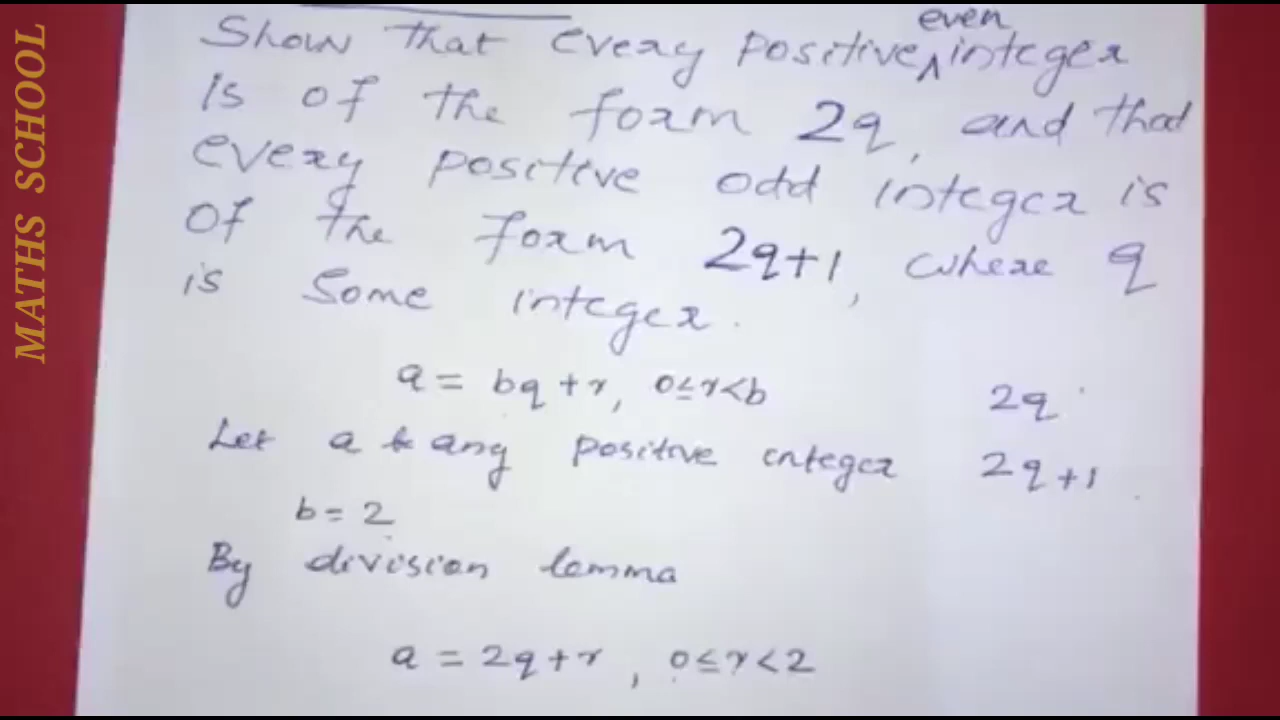 MATHS SCHOOL
even
Show that every positive ^ integer
is of the form 2q, and that
every positive odd integer is
of the form 2q+1, where q
is some integer.
a = bq + r, 0≤r<b 2q
Let a be any positive integer 2q+1
b = 2
By division lemma
a = 2q + r, 0≤r<2